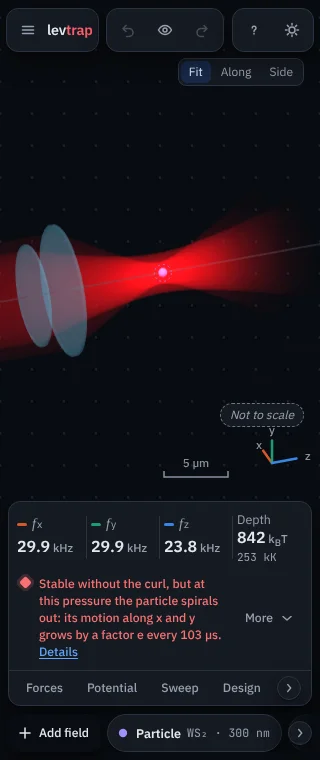 levtrap
?
Fit Along Side
Not to scale
y
x
z
5 μm
fx fy fz Depth
29.9 kHz 29.9 kHz 23.8 kHz 842 kBT
253 kK
Stable without the curl, but at
this pressure the particle spirals
out: its motion along x and y
grows by a factor e every 103 μs.
Details
More
Forces Potential Sweep Design
+ Add field Particle WS₂ · 300 nm